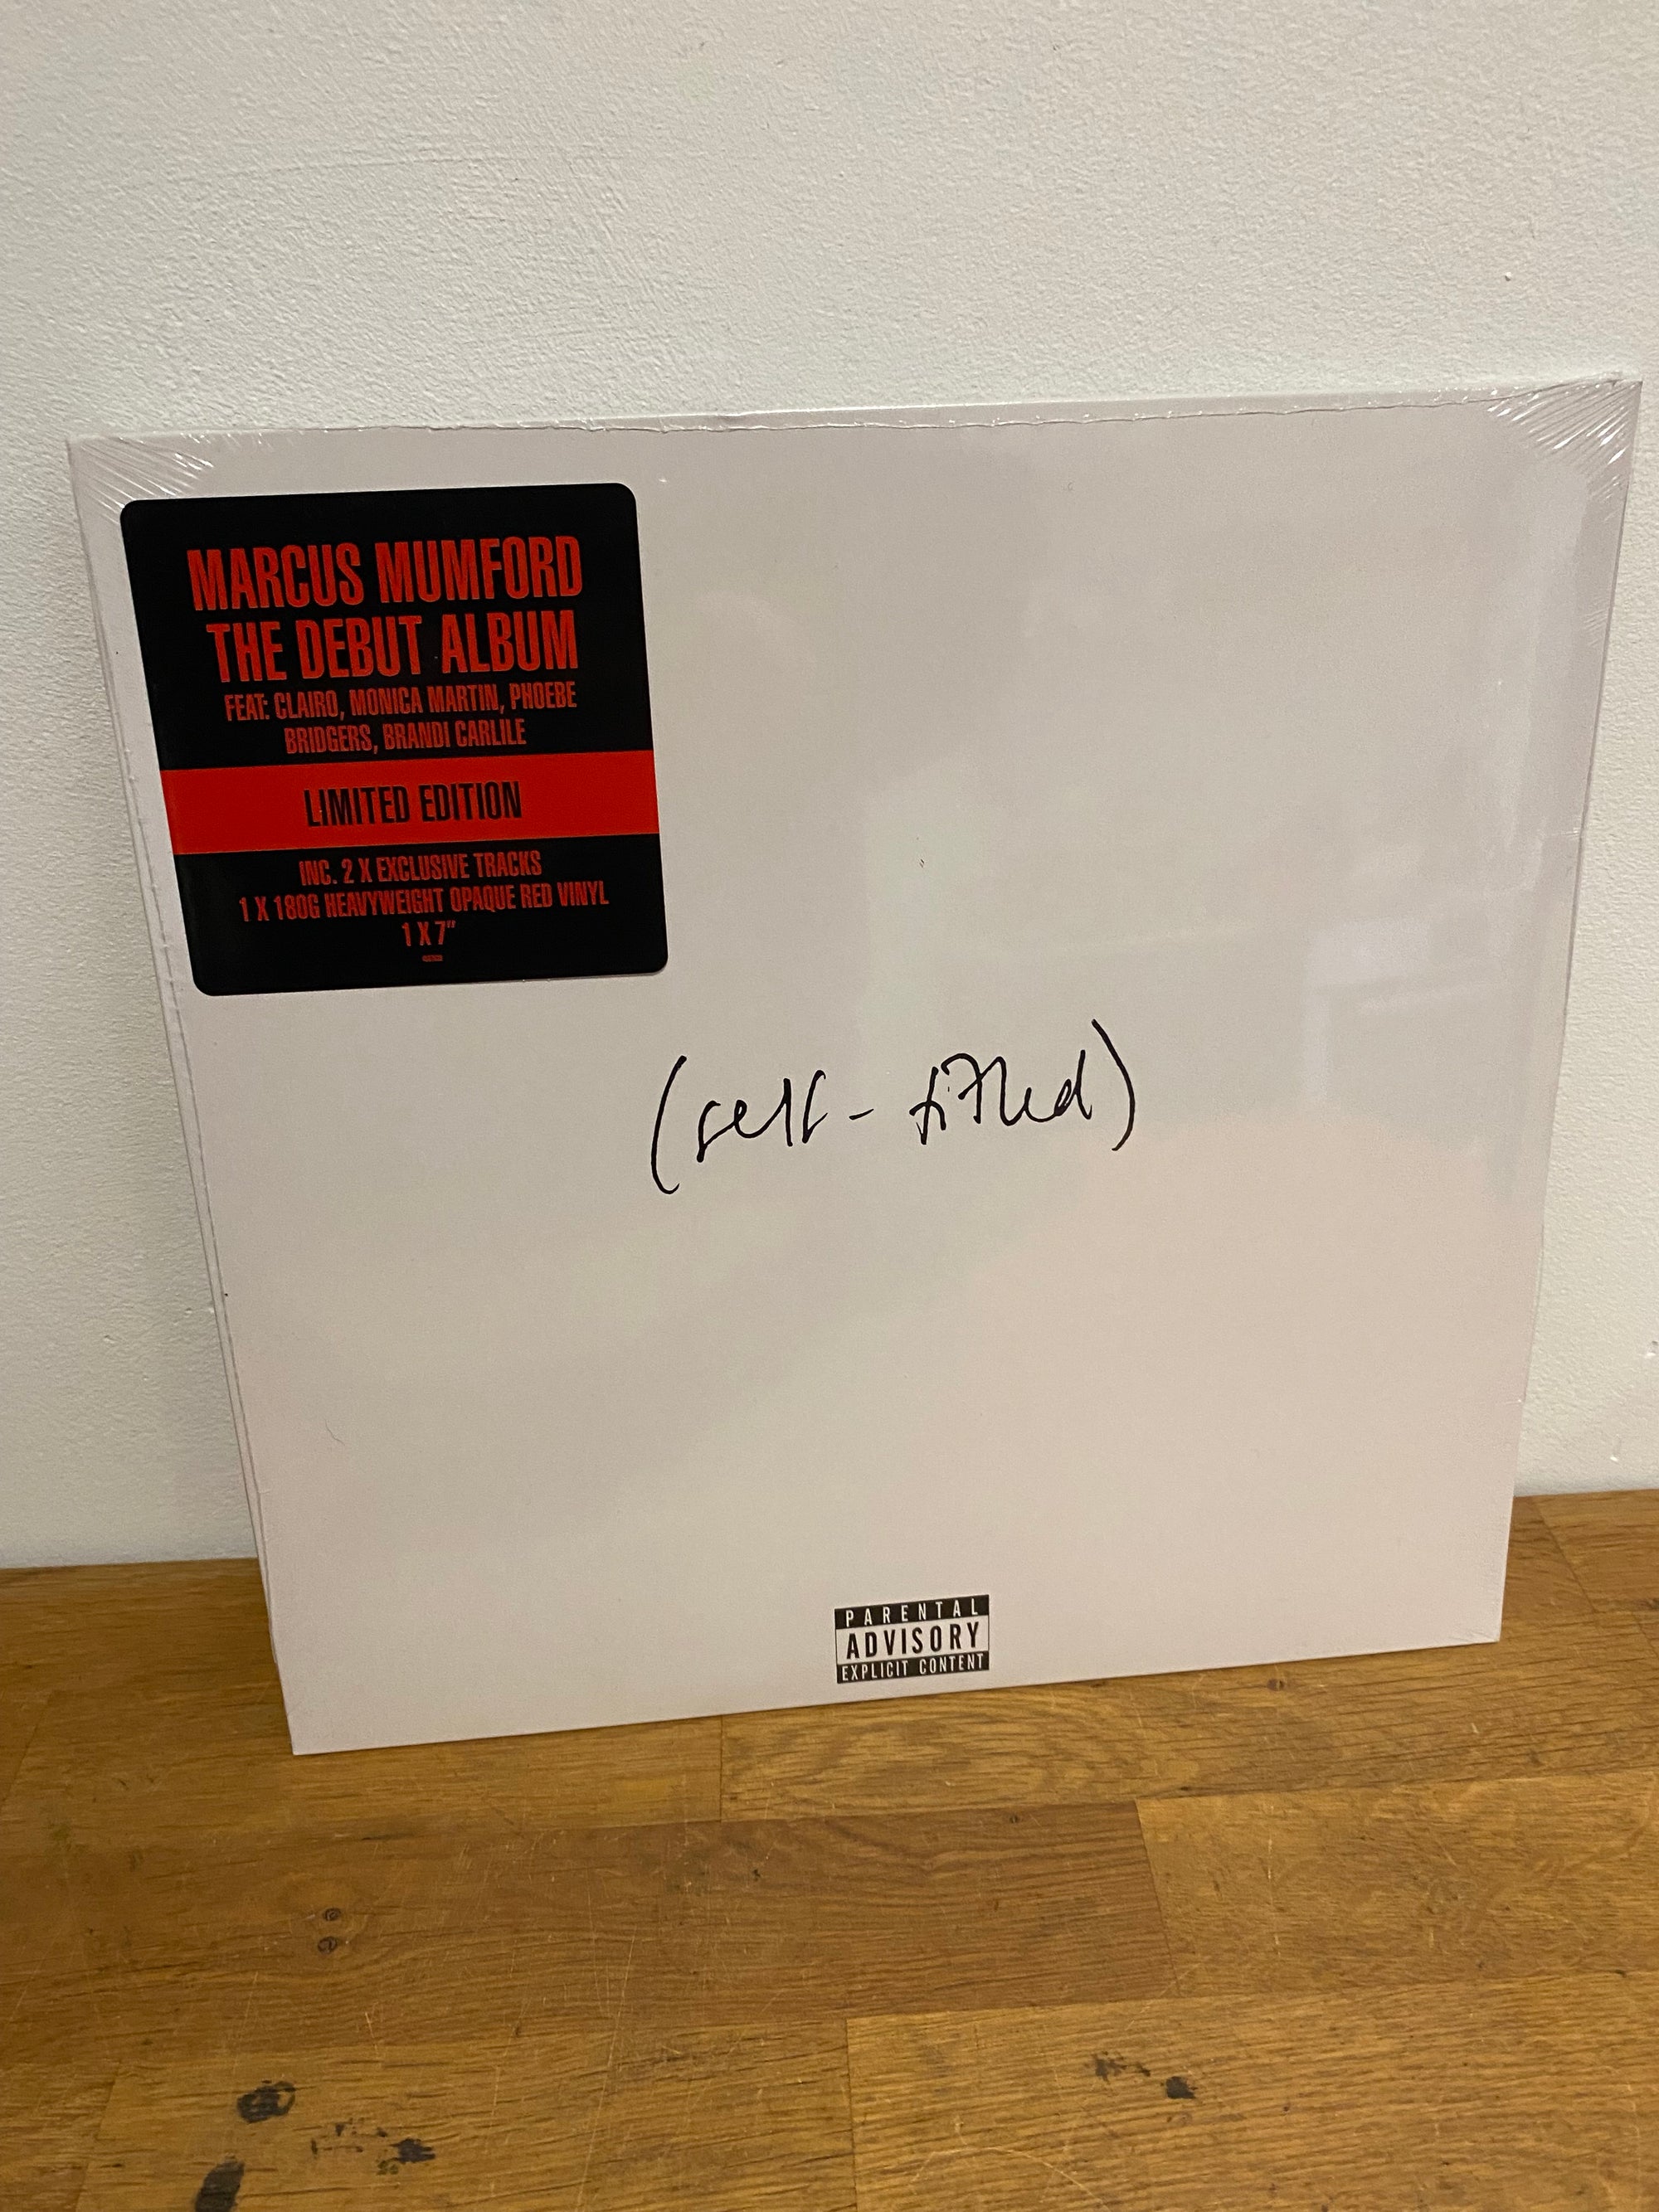 MARCUS MUMFORD
THE DEBUT ALBUM
FEAT: CLAIRO, MONICA MARTIN, PHOEBE
BRIDGERS, BRANDI CARLILE
LIMITED EDITION
INC. 2 X EXCLUSIVE TRACKS
1 X 180G HEAVYWEIGHT OPAQUE RED VINYL
1 X 7"
(self-titled)
PARENTAL
ADVISORY
EXPLICIT CONTENT